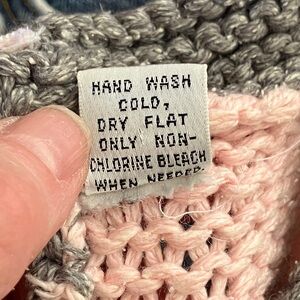 HAND WASH
COLD,
DRY FLAT
ONLY NON-
CHLORINE BLEACH
WHEN NEEDED.